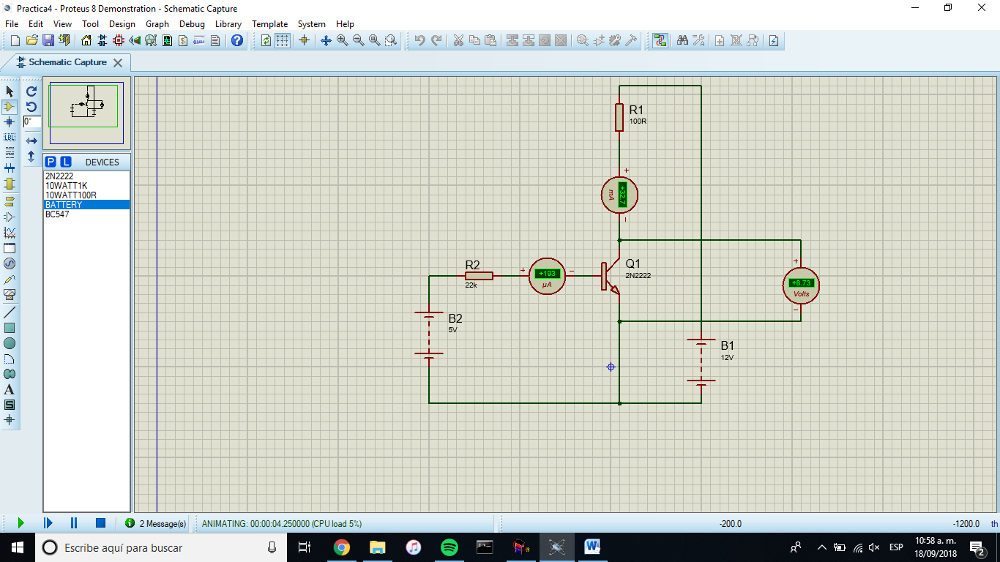 Practica4 - Proteus 8 Demonstration - Schematic Capture
File Edit View Tool Design Graph Debug Library Template System Help
Schematic Capture
0°
LBL
A
S
P L DEVICES
2N2222
10WATT1K
10WATT100R
BATTERY
BC547
R1
100R
+
+32.7
mA
−
R2
22k
+
+193
µA
−
Q1
2N2222
+
+8.73
Volts
−
B2
5V
B1
12V
2 Message(s)
ANIMATING: 00:00:04.250000 (CPU load 5%)
-200.0
-1200.0
th
Escribe aquí para buscar
ESP
10:58 a. m.
18/09/2018
2